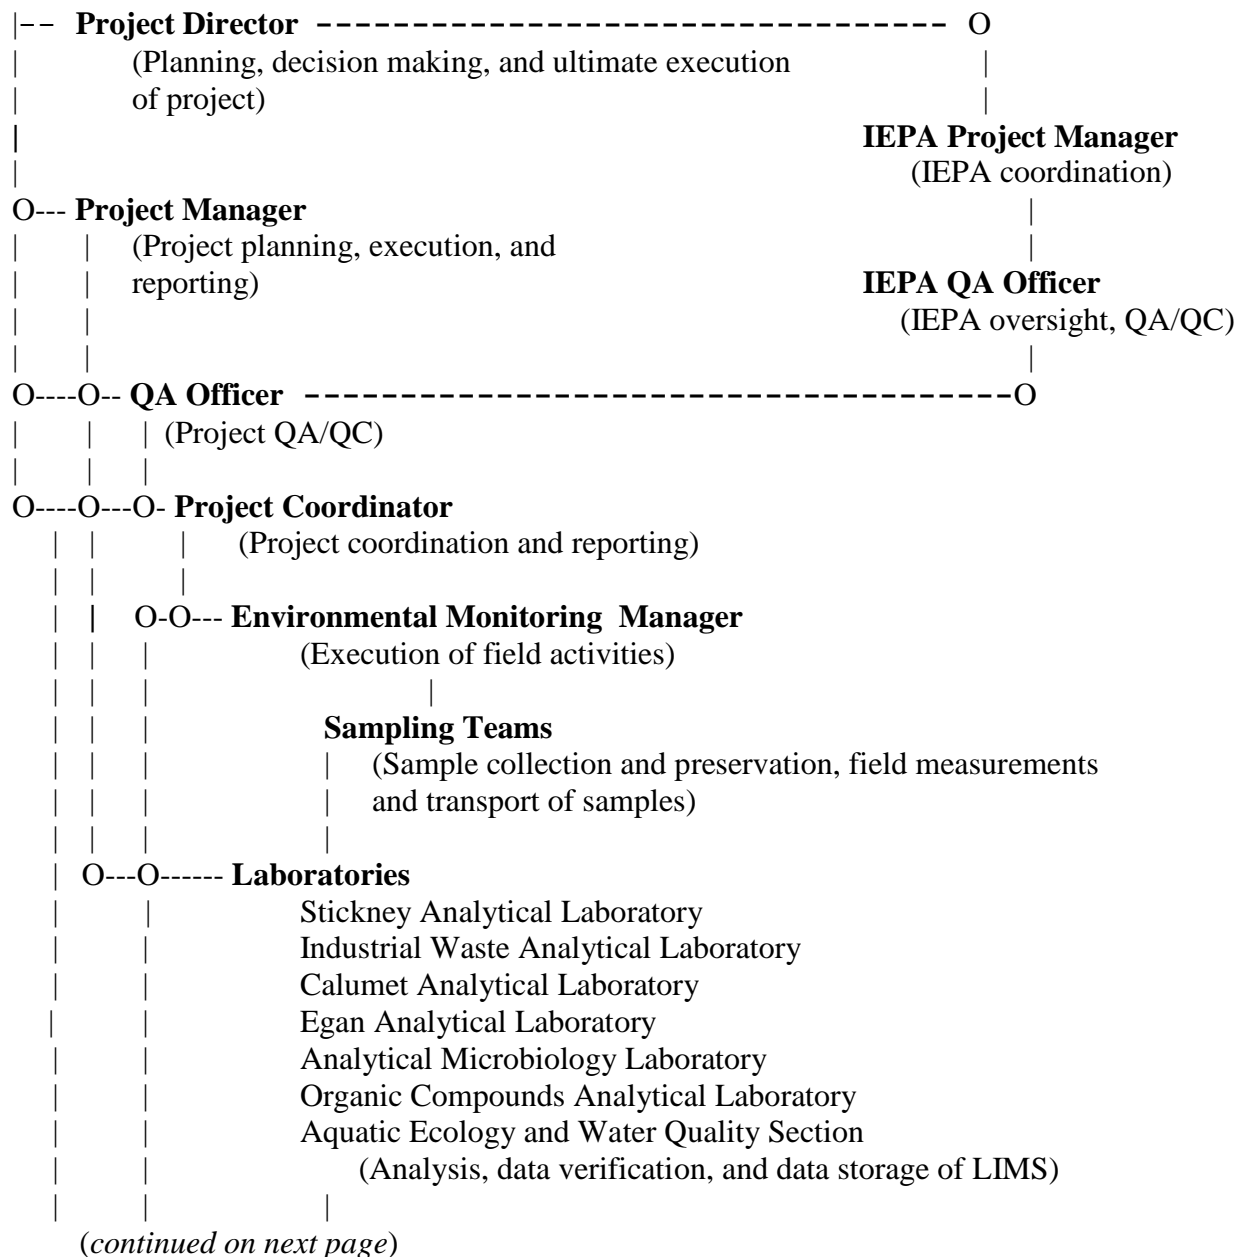 |-- Project Director --------------------------------- O
| (Planning, decision making, and ultimate execution |
| of project) |
| IEPA Project Manager
| (IEPA coordination)
O--- Project Manager |
| | (Project planning, execution, and |
| | reporting) IEPA QA Officer
| | (IEPA oversight, QA/QC)
| | |
O----O-- QA Officer -------------------------------------O
| | | (Project QA/QC)
| | |
O----O---O- Project Coordinator
| | | (Project coordination and reporting)
| | |
| | O-O--- Environmental Monitoring Manager
| | | (Execution of field activities)
| | | |
| | | Sampling Teams
| | | | (Sample collection and preservation, field measurements
| | | | and transport of samples)
| | | |
| O---O------ Laboratories
| | Stickney Analytical Laboratory
| | Industrial Waste Analytical Laboratory
| | Calumet Analytical Laboratory
| | Egan Analytical Laboratory
| | Analytical Microbiology Laboratory
| | Organic Compounds Analytical Laboratory
| | Aquatic Ecology and Water Quality Section
| | (Analysis, data verification, and data storage of LIMS)
| | |
(continued on next page)